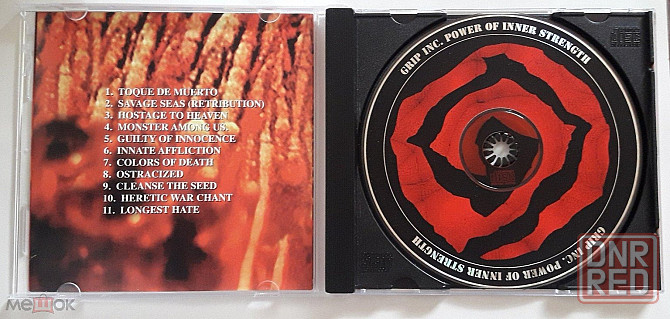 1. TOQUE DE MUERTO
2. SAVAGE SEAS (RETRIBUTION)
3. HOSTAGE TO HEAVEN
4. MONSTER AMONG US
5. GUILTY OF INNOCENCE
6. INNATE AFFLICTION
7. COLORS OF DEATH
8. OSTRACIZED
9. CLEANSE THE SEED
10. HERETIC WAR CHANT
11. LONGEST HATE
GRIP INC. POWER OF INNER STRENGTH
GRIP INC. POWER OF INNER STRENGTH
МЕШОК
DNR
RED